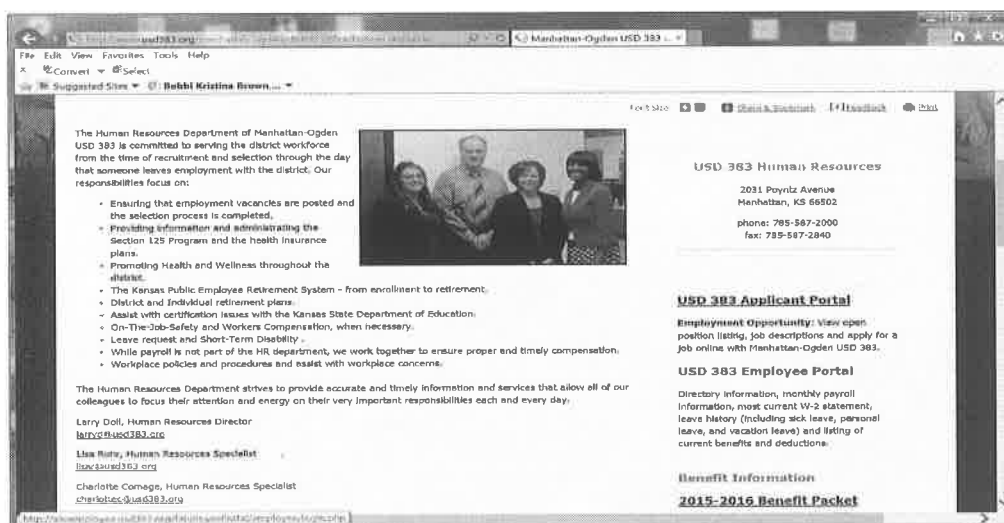 usd383.org
Manhattan-Ogden USD 383 ...
File Edit View Favorites Tools Help
x Convert Select
Suggested Sites Bobbi Kristina Brown,...
Font Size Share & Bookmark Feedback Print
The Human Resources Department of Manhattan-Ogden
USD 383 is committed to serving the district workforce
from the time of recruitment and selection through the day
that someone leaves employment with the district. Our
responsibilities focus on:
• Ensuring that employment vacancies are posted and
the selection process is completed.
• Providing information and administrating the
Section 125 Program and the health insurance
plans.
• Promoting Health and Wellness throughout the
district.
• The Kansas Public Employee Retirement System - from enrollment to retirement.
• District and Individual retirement plans.
• Assist with certification issues with the Kansas State Department of Education.
• On-The-Job-Safety and Workers Compensation, when necessary.
• Leave request and Short-Term Disability.
• While payroll is not part of the HR department, we work together to ensure proper and timely compensation.
• Workplace policies and procedures and assist with workplace concerns.
The Human Resources Department strives to provide accurate and timely information and services that allow all of our
colleagues to focus their attention and energy on their very important responsibilities each and every day.
Larry Doll, Human Resources Director
larryd@usd383.org
Lisa Ruhr, Human Resources Specialist
lisar@usd383.org
Charlotte Comage, Human Resources Specialist
charlottec@usd383.org
USD 383 Human Resources
2031 Poyntz Avenue
Manhattan, KS 66502
phone: 785-587-2000
fax: 785-587-2840
USD 383 Applicant Portal
Employment Opportunity: View open
position listing, job descriptions and apply for a
job online with Manhattan-Ogden USD 383.
USD 383 Employee Portal
Directory information, monthly payroll
information, most current W-2 statement,
leave history (including sick leave, personal
leave, and vacation leave) and listing of
current benefits and deductions.
Benefit Information
2015-2016 Benefit Packet